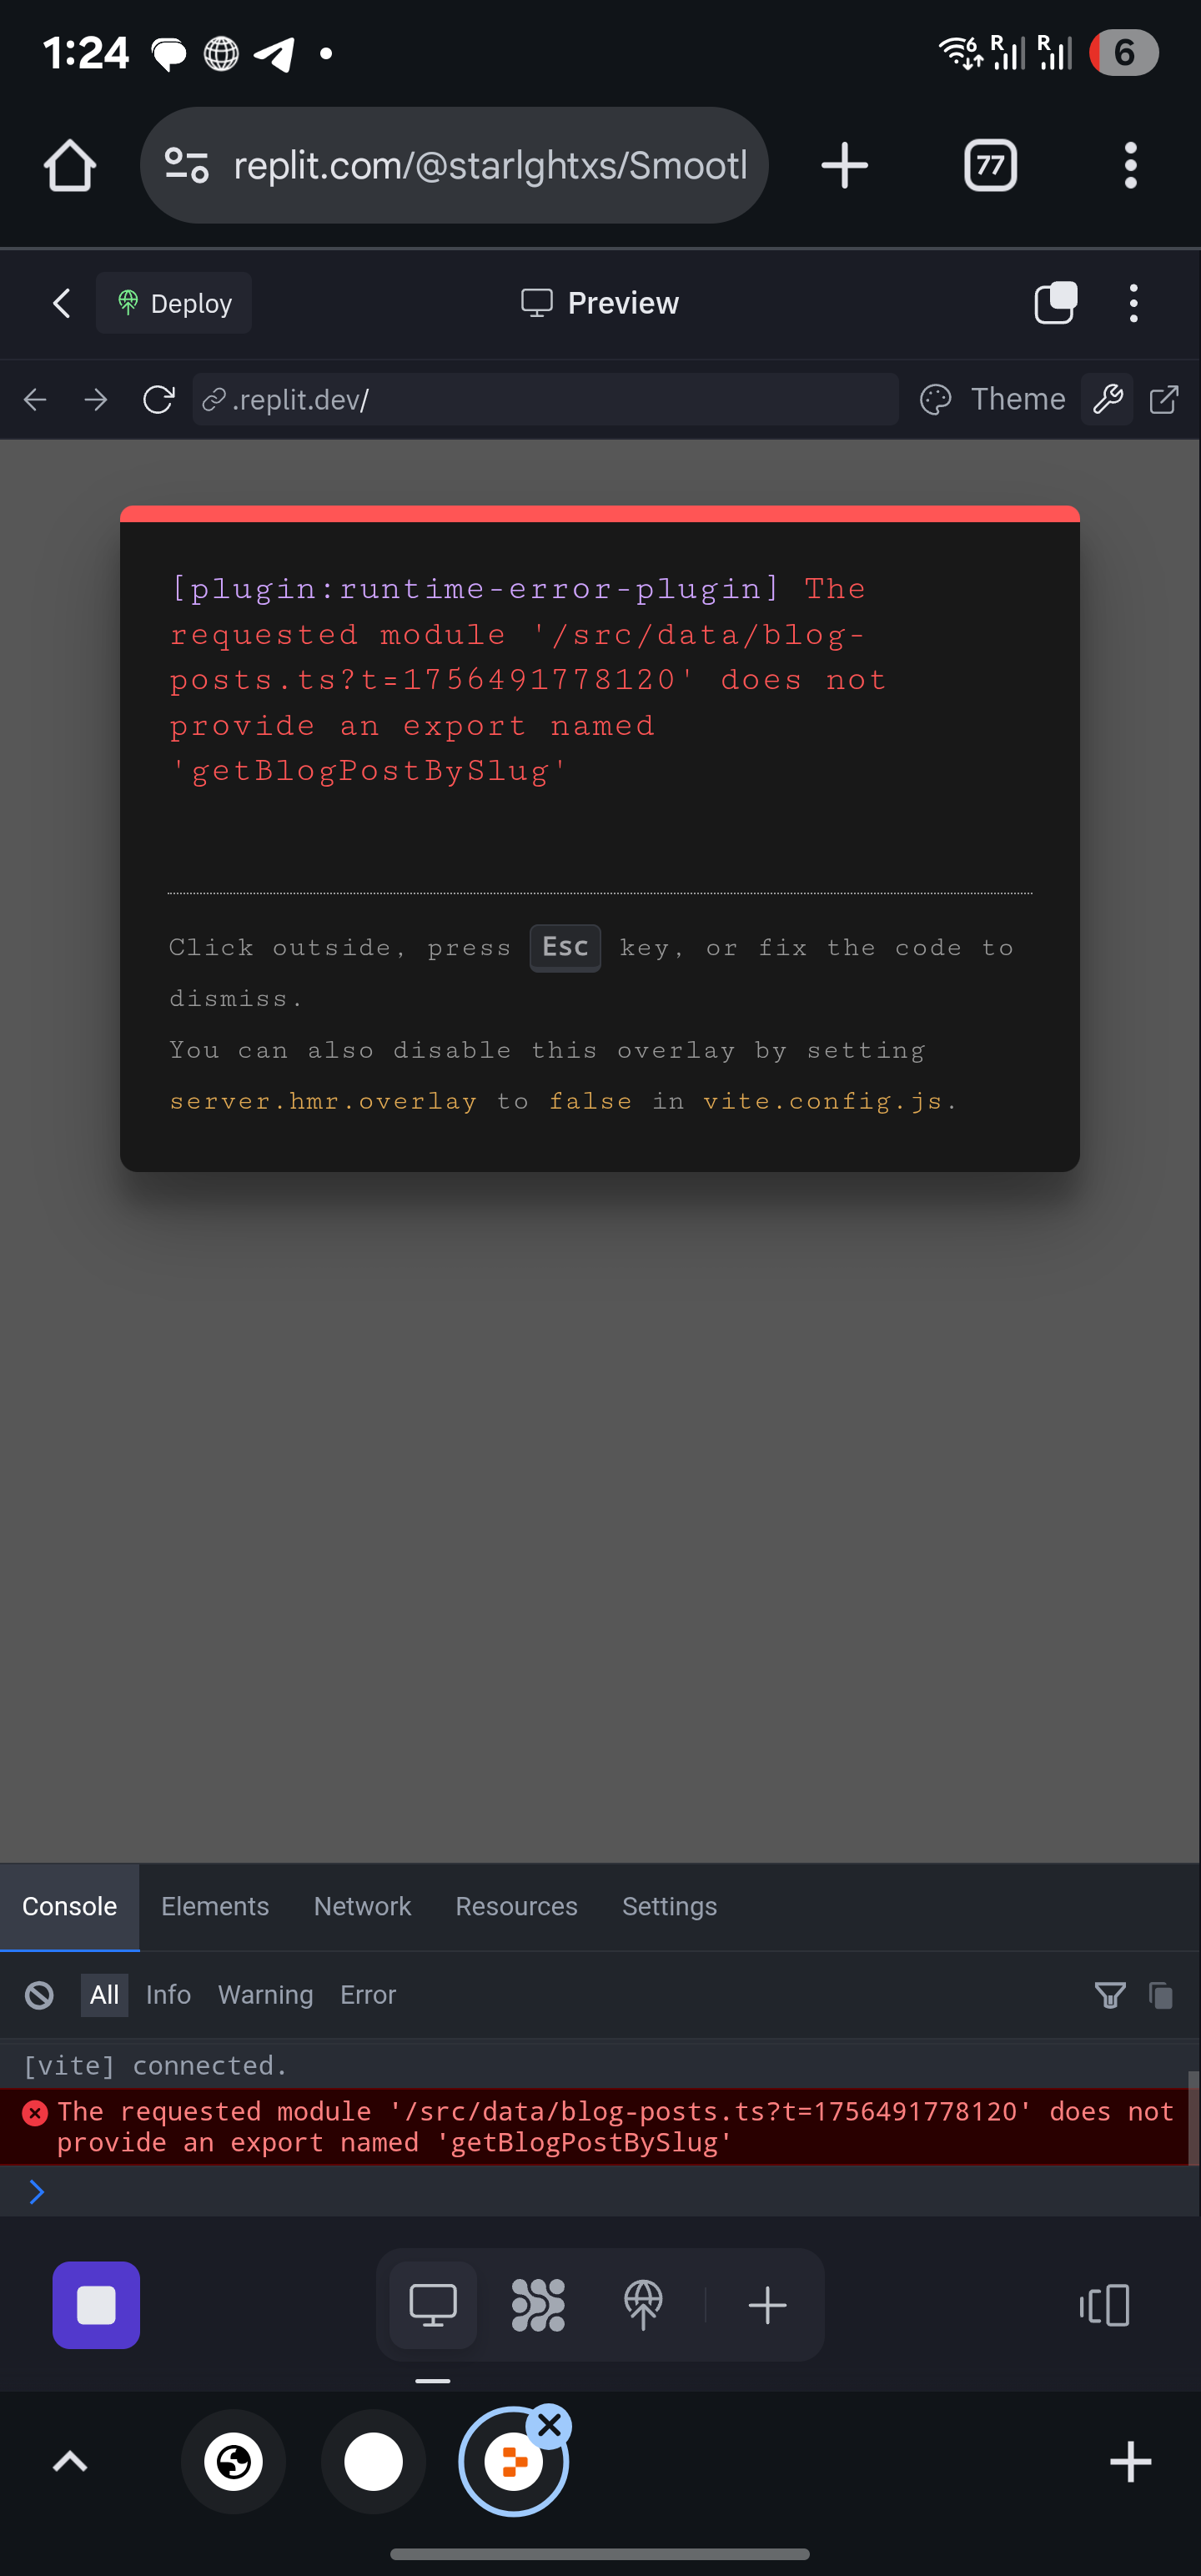 1:24
6
R
R
6
replit.com/@starlghtxs/Smootl
77
Deploy
Preview
.replit.dev/
Theme
[plugin:runtime-error-plugin] The
requested module '/src/data/blog-
posts.ts?t=1756491778120' does not
provide an export named
'getBlogPostBySlug'
Click outside, press Esc key, or fix the code to
dismiss.
You can also disable this overlay by setting
server.hmr.overlay to false in vite.config.js.
Console Elements Network Resources Settings
All Info Warning Error
[vite] connected.
The requested module '/src/data/blog-posts.ts?t=1756491778120' does not
provide an export named 'getBlogPostBySlug'